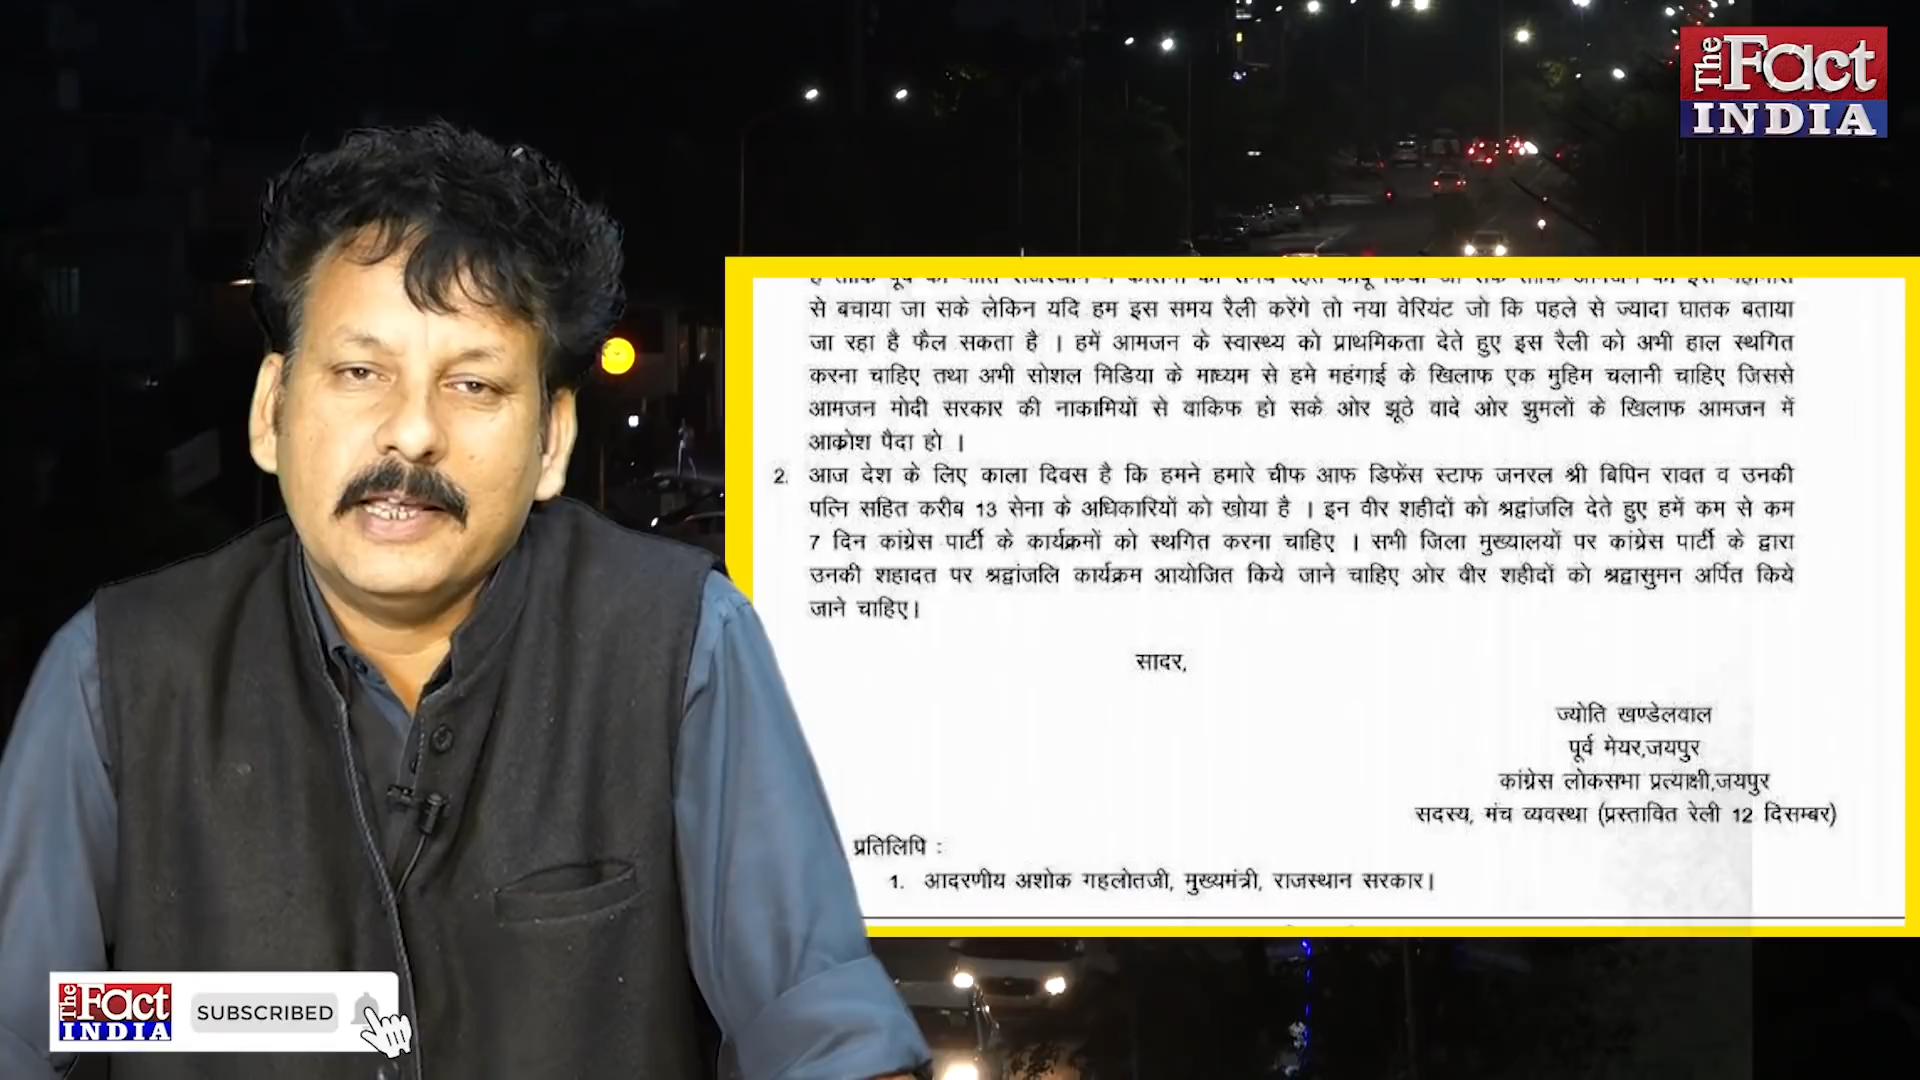 The Fact
INDIA
से बचाया जा सके लेकिन यदि हम इस समय रैली करेंगे तो नया वेरियंट जो कि पहले से ज्यादा घातक बताया
जा रहा है फैल सकता है । हमें आमजन के स्वास्थ्य को प्राथमिकता देते हुए इस रैली को अभी हाल स्थगित
करना चाहिए तथा अभी सोशल मिडिया के माध्यम से हमे महंगाई के खिलाफ एक मुहिम चलानी चाहिए जिससे
आमजन मोदी सरकार की नाकामियों से वाकिफ हो सके ओर झूठे वादे ओर झुमलों के खिलाफ आमजन में
आक्रोश पैदा हो ।
2. आज देश के लिए काला दिवस है कि हमने हमारे चीफ आफ डिफेंस स्टाफ जनरल श्री बिपिन रावत व उनकी
पत्नि सहित करीब 13 सेना के अधिकारियों को खोया है । इन वीर शहीदों को श्रद्वांजलि देते हुए हमें कम से कम
7 दिन कांग्रेस पार्टी के कार्यक्रमों को स्थगित करना चाहिए । सभी जिला मुख्यालयों पर कांग्रेस पार्टी के द्वारा
उनकी शहादत पर श्रद्वांजलि कार्यक्रम आयोजित किये जाने चाहिए ओर वीर शहीदों को श्रद्वासुमन अर्पित किये
जाने चाहिए।
सादर,
ज्योति खण्डेलवाल
पूर्व मेयर,जयपुर
कांग्रेस लोकसभा प्रत्याक्षी,जयपुर
सदस्य, मंच व्यवस्था (प्रस्तावित रेली 12 दिसम्बर)
प्रतिलिपि :
1. आदरणीय अशोक गहलोतजी, मुख्यमंत्री, राजस्थान सरकार।
The Fact
INDIA
SUBSCRIBED